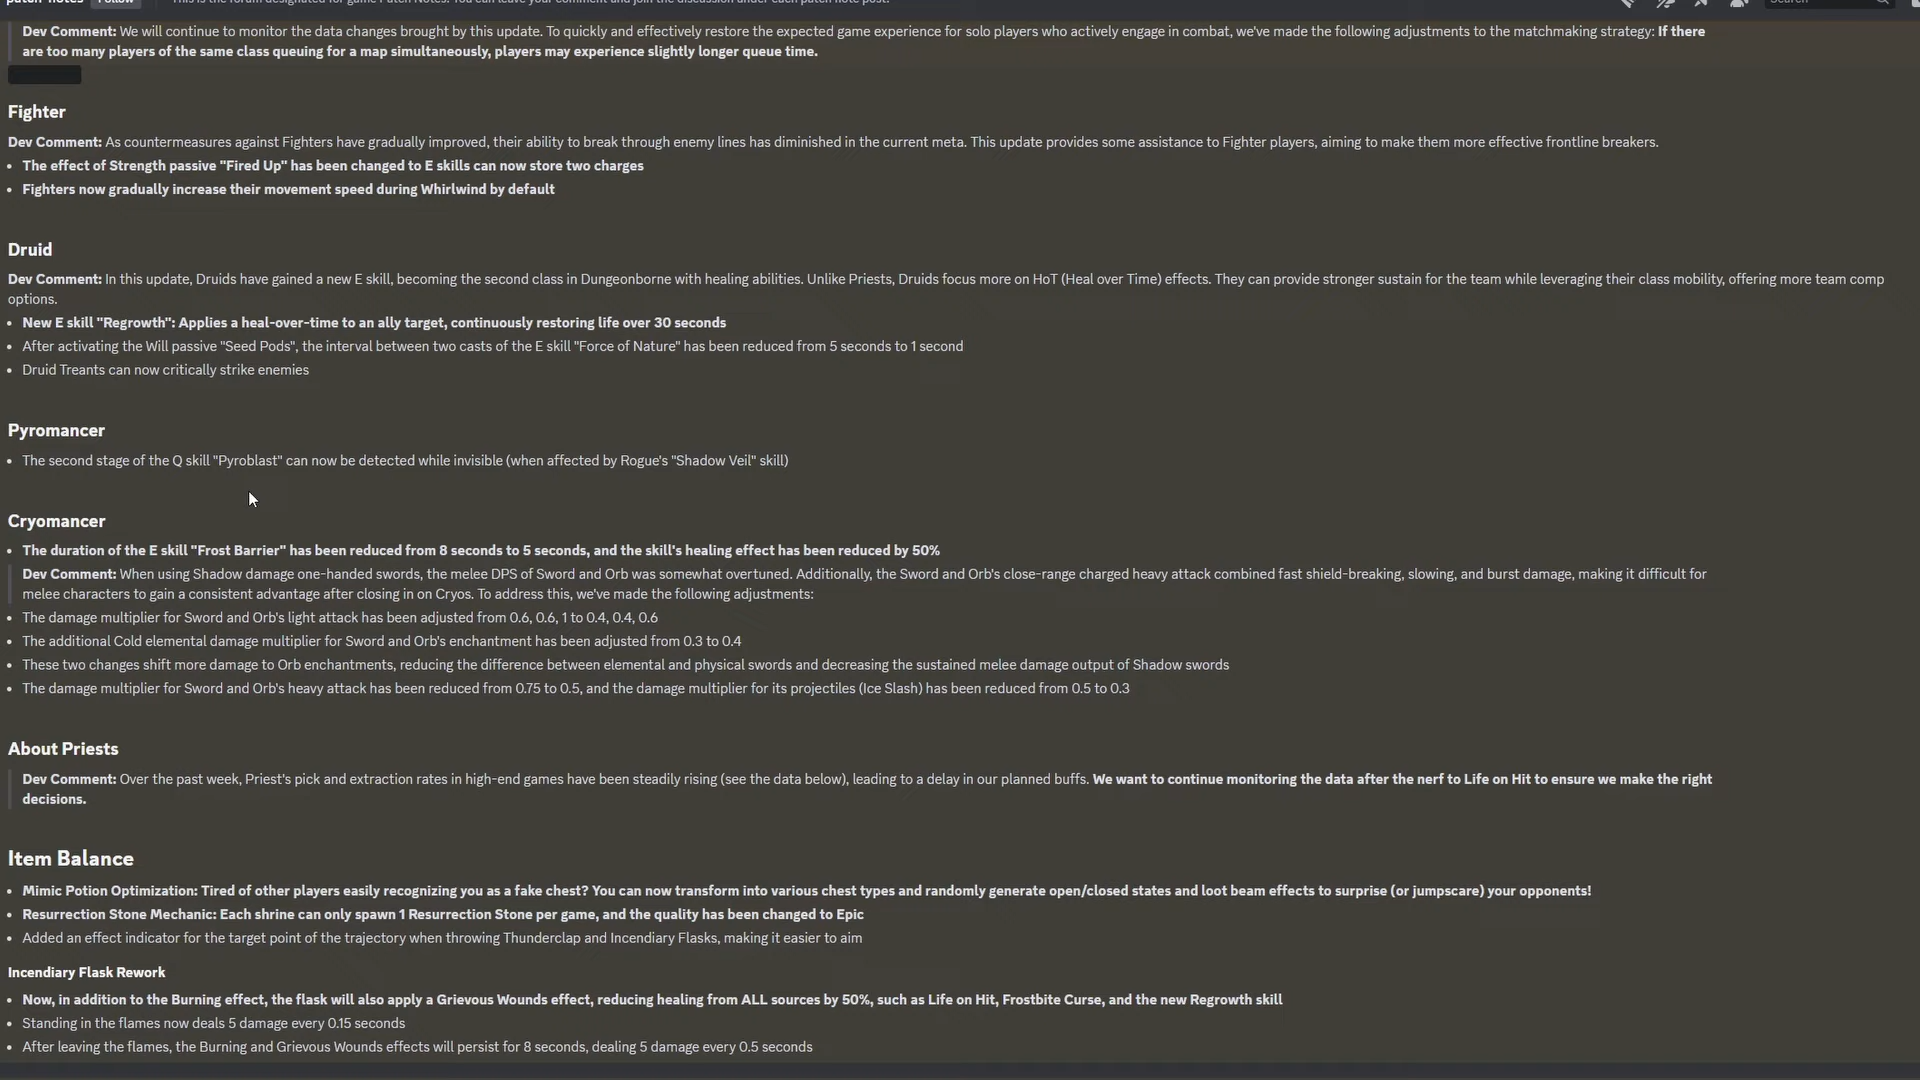 patch-notes Follow This is the forum designated for game Patch Notes. You can leave your comment and join the discussion under each patch note post. Search
Dev Comment: We will continue to monitor the data changes brought by this update. To quickly and effectively restore the expected game experience for solo players who actively engage in combat, we've made the following adjustments to the matchmaking strategy: If there
are too many players of the same class queuing for a map simultaneously, players may experience slightly longer queue time.
Fighter
Dev Comment: As countermeasures against Fighters have gradually improved, their ability to break through enemy lines has diminished in the current meta. This update provides some assistance to Fighter players, aiming to make them more effective frontline breakers.
• The effect of Strength passive "Fired Up" has been changed to E skills can now store two charges
• Fighters now gradually increase their movement speed during Whirlwind by default
Druid
Dev Comment: In this update, Druids have gained a new E skill, becoming the second class in Dungeonborne with healing abilities. Unlike Priests, Druids focus more on HoT (Heal over Time) effects. They can provide stronger sustain for the team while leveraging their class mobility, offering more team comp
options.
• New E skill "Regrowth": Applies a heal-over-time to an ally target, continuously restoring life over 30 seconds
• After activating the Will passive "Seed Pods", the interval between two casts of the E skill "Force of Nature" has been reduced from 5 seconds to 1 second
• Druid Treants can now critically strike enemies
Pyromancer
• The second stage of the Q skill "Pyroblast" can now be detected while invisible (when affected by Rogue's "Shadow Veil" skill)
Cryomancer
• The duration of the E skill "Frost Barrier" has been reduced from 8 seconds to 5 seconds, and the skill's healing effect has been reduced by 50%
Dev Comment: When using Shadow damage one-handed swords, the melee DPS of Sword and Orb was somewhat overtuned. Additionally, the Sword and Orb's close-range charged heavy attack combined fast shield-breaking, slowing, and burst damage, making it difficult for
melee characters to gain a consistent advantage after closing in on Cryos. To address this, we've made the following adjustments:
• The damage multiplier for Sword and Orb's light attack has been adjusted from 0.6, 0.6, 1 to 0.4, 0.4, 0.6
• The additional Cold elemental damage multiplier for Sword and Orb's enchantment has been adjusted from 0.3 to 0.4
• These two changes shift more damage to Orb enchantments, reducing the difference between elemental and physical swords and decreasing the sustained melee damage output of Shadow swords
• The damage multiplier for Sword and Orb's heavy attack has been reduced from 0.75 to 0.5, and the damage multiplier for its projectiles (Ice Slash) has been reduced from 0.5 to 0.3
About Priests
Dev Comment: Over the past week, Priest's pick and extraction rates in high-end games have been steadily rising (see the data below), leading to a delay in our planned buffs. We want to continue monitoring the data after the nerf to Life on Hit to ensure we make the right
decisions.
Item Balance
• Mimic Potion Optimization: Tired of other players easily recognizing you as a fake chest? You can now transform into various chest types and randomly generate open/closed states and loot beam effects to surprise (or jumpscare) your opponents!
• Resurrection Stone Mechanic: Each shrine can only spawn 1 Resurrection Stone per game, and the quality has been changed to Epic
• Added an effect indicator for the target point of the trajectory when throwing Thunderclap and Incendiary Flasks, making it easier to aim
Incendiary Flask Rework
• Now, in addition to the Burning effect, the flask will also apply a Grievous Wounds effect, reducing healing from ALL sources by 50%, such as Life on Hit, Frostbite Curse, and the new Regrowth skill
• Standing in the flames now deals 5 damage every 0.15 seconds
• After leaving the flames, the Burning and Grievous Wounds effects will persist for 8 seconds, dealing 5 damage every 0.5 seconds